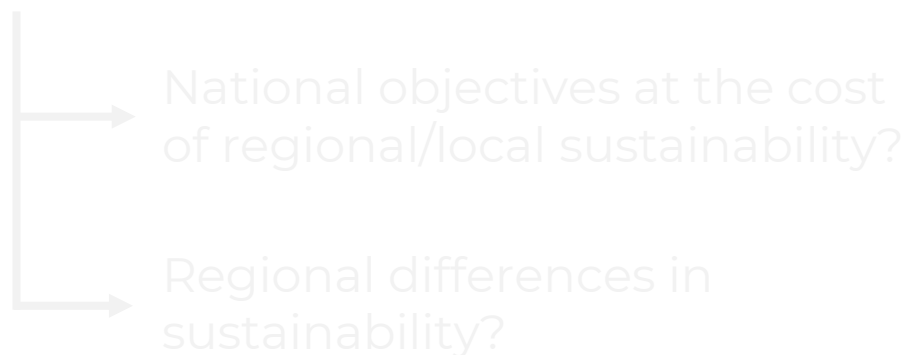 National objectives at the cost
of regional/local sustainability?
Regional differences in
sustainability?